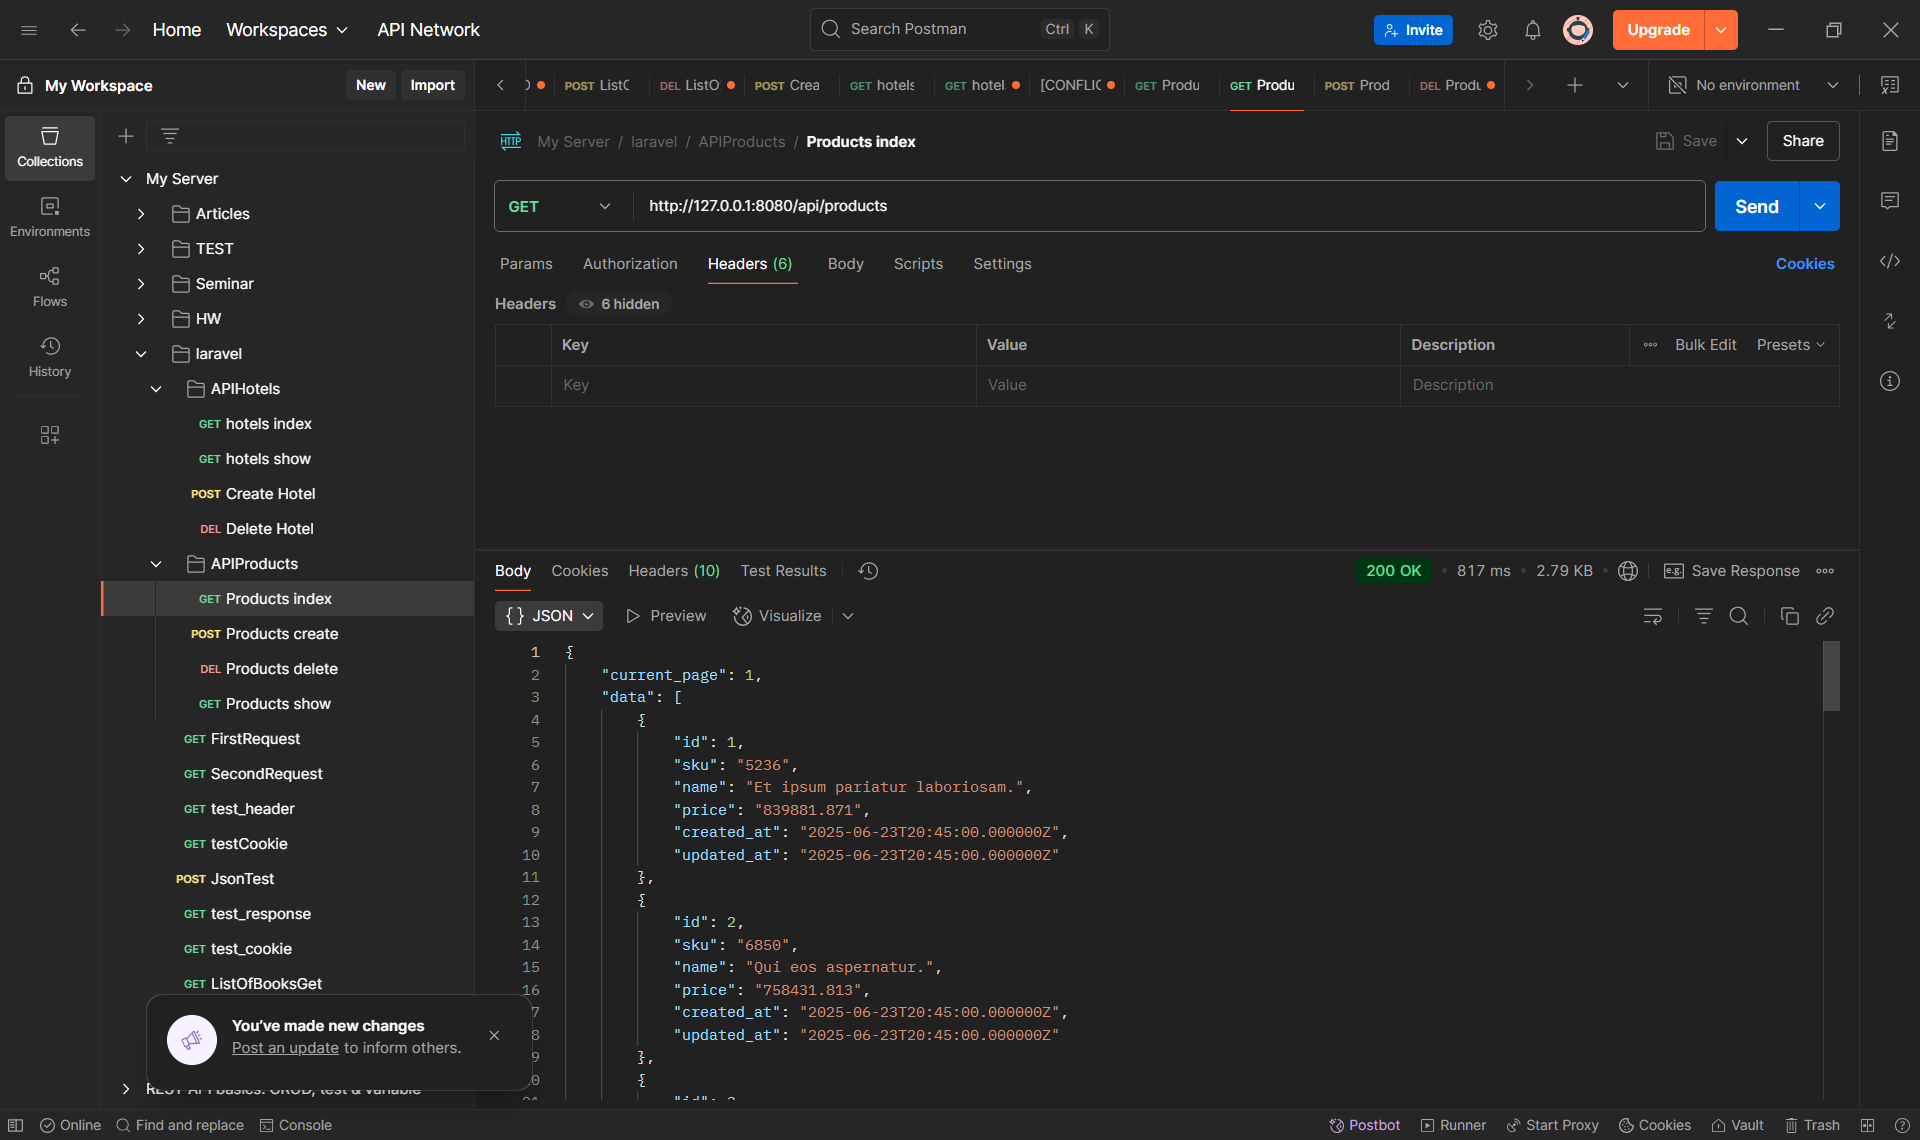 Home
Workspaces
API Network
Search Postman
Ctrl K
Invite
Upgrade
My Workspace
New
Import
POST ListC
DEL ListO
POST Crea
GET hotels
GET hotel
[CONFLIC
GET Produ
GET Produ
POST Prod
DEL Produ
No environment
Collections
Environments
Flows
History
My Server
Articles
TEST
Seminar
HW
laravel
APIHotels
GET hotels index
GET hotels show
POST Create Hotel
DEL Delete Hotel
APIProducts
GET Products index
POST Products create
DEL Products delete
GET Products show
GET FirstRequest
GET SecondRequest
GET test_header
GET testCookie
POST JsonTest
GET test_response
GET test_cookie
GET ListOfBooksGet
You've made new changes
Post an update to inform others.
REST API basics: CRUD, test & variable
HTTP My Server / laravel / APIProducts / Products index
Save
Share
GET
http://127.0.0.1:8080/api/products
Send
Params
Authorization
Headers (6)
Body
Scripts
Settings
Cookies
Headers
6 hidden
Key
Value
Description
Bulk Edit
Presets
Key
Value
Description
Body
Cookies
Headers (10)
Test Results
200 OK
817 ms
2.79 KB
e.g. Save Response
{} JSON
Preview
Visualize
1 {
2 "current_page": 1,
3 "data": [
4 {
5 "id": 1,
6 "sku": "5236",
7 "name": "Et ipsum pariatur laboriosam.",
8 "price": "839881.871",
9 "created_at": "2025-06-23T20:45:00.000000Z",
10 "updated_at": "2025-06-23T20:45:00.000000Z"
11 },
12 {
13 "id": 2,
14 "sku": "6850",
15 "name": "Qui eos aspernatur.",
16 "price": "758431.813",
7 "created_at": "2025-06-23T20:45:00.000000Z",
8 "updated_at": "2025-06-23T20:45:00.000000Z"
9 },
0 {
Online
Find and replace
Console
Postbot
Runner
Start Proxy
Cookies
Vault
Trash